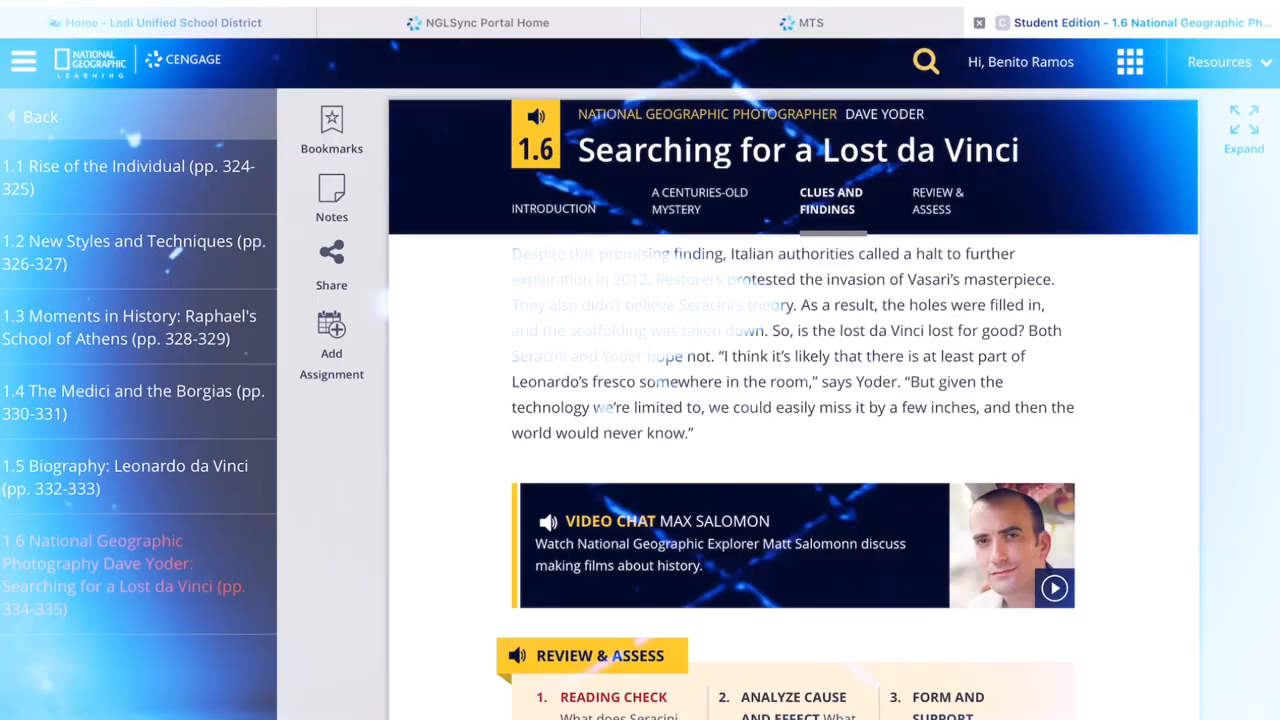 Home - Lodi Unified School District
NGLSync Portal Home
MTS
C Student Edition - 1.6 National Geographic Ph...
NATIONAL GEOGRAPHIC LEARNING
CENGAGE
Hi, Benito Ramos
Resources
Back
1.1 Rise of the Individual (pp. 324-
325)
1.2 New Styles and Techniques (pp.
326-327)
1.3 Moments in History: Raphael's
School of Athens (pp. 328-329)
1.4 The Medici and the Borgias (pp.
330-331)
1.5 Biography: Leonardo da Vinci
(pp. 332-333)
1.6 National Geographic
Photography Dave Yoder:
Searching for a Lost da Vinci (pp.
334-335)
Bookmarks
Notes
Share
Add
Assignment
Expand
1.6
NATIONAL GEOGRAPHIC PHOTOGRAPHER DAVE YODER
Searching for a Lost da Vinci
INTRODUCTION
A CENTURIES-OLD
MYSTERY
CLUES AND
FINDINGS
REVIEW &
ASSESS
Despite this promising finding, Italian authorities called a halt to further
exploration in 2012. Restorers protested the invasion of Vasari’s masterpiece.
They also didn’t believe Seracini’s theory. As a result, the holes were filled in,
and the scaffolding was taken down. So, is the lost da Vinci lost for good? Both
Seracini and Yoder hope not. “I think it’s likely that there is at least part of
Leonardo’s fresco somewhere in the room,” says Yoder. “But given the
technology we’re limited to, we could easily miss it by a few inches, and then the
world would never know.”
VIDEO CHAT MAX SALOMON
Watch National Geographic Explorer Matt Salomonn discuss
making films about history.
REVIEW & ASSESS
1. READING CHECK
What does Seracini
2. ANALYZE CAUSE
AND EFFECT What
3. FORM AND
SUPPORT